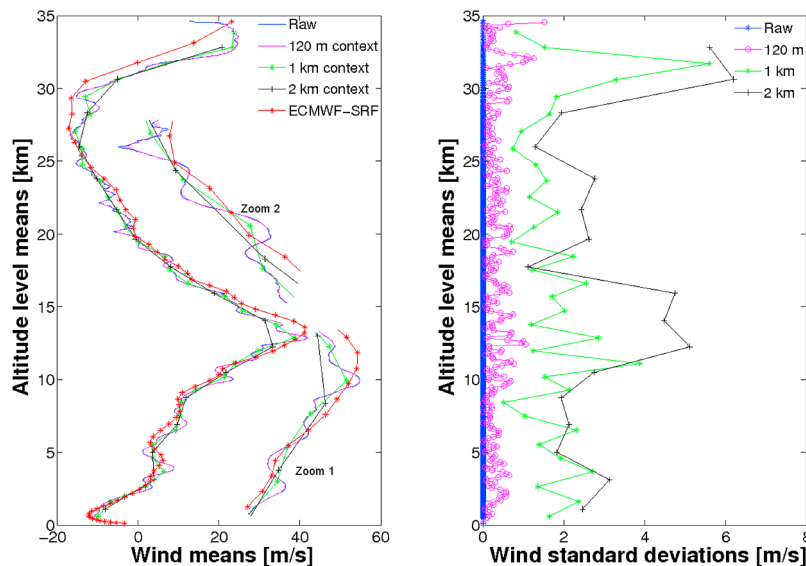 Raw
120 m context
1 km context
2 km context
ECMWF-SRF
Zoom 2
Zoom 1
Altitude level means [km]
35
30
25
20
15
10
5
0
-20
0
20
40
60
Wind means [m/s]
Raw
120 m
1 km
2 km
Altitude level means [km]
35
30
25
20
15
10
5
0
0
2
4
6
8
Wind standard deviations [m/s]